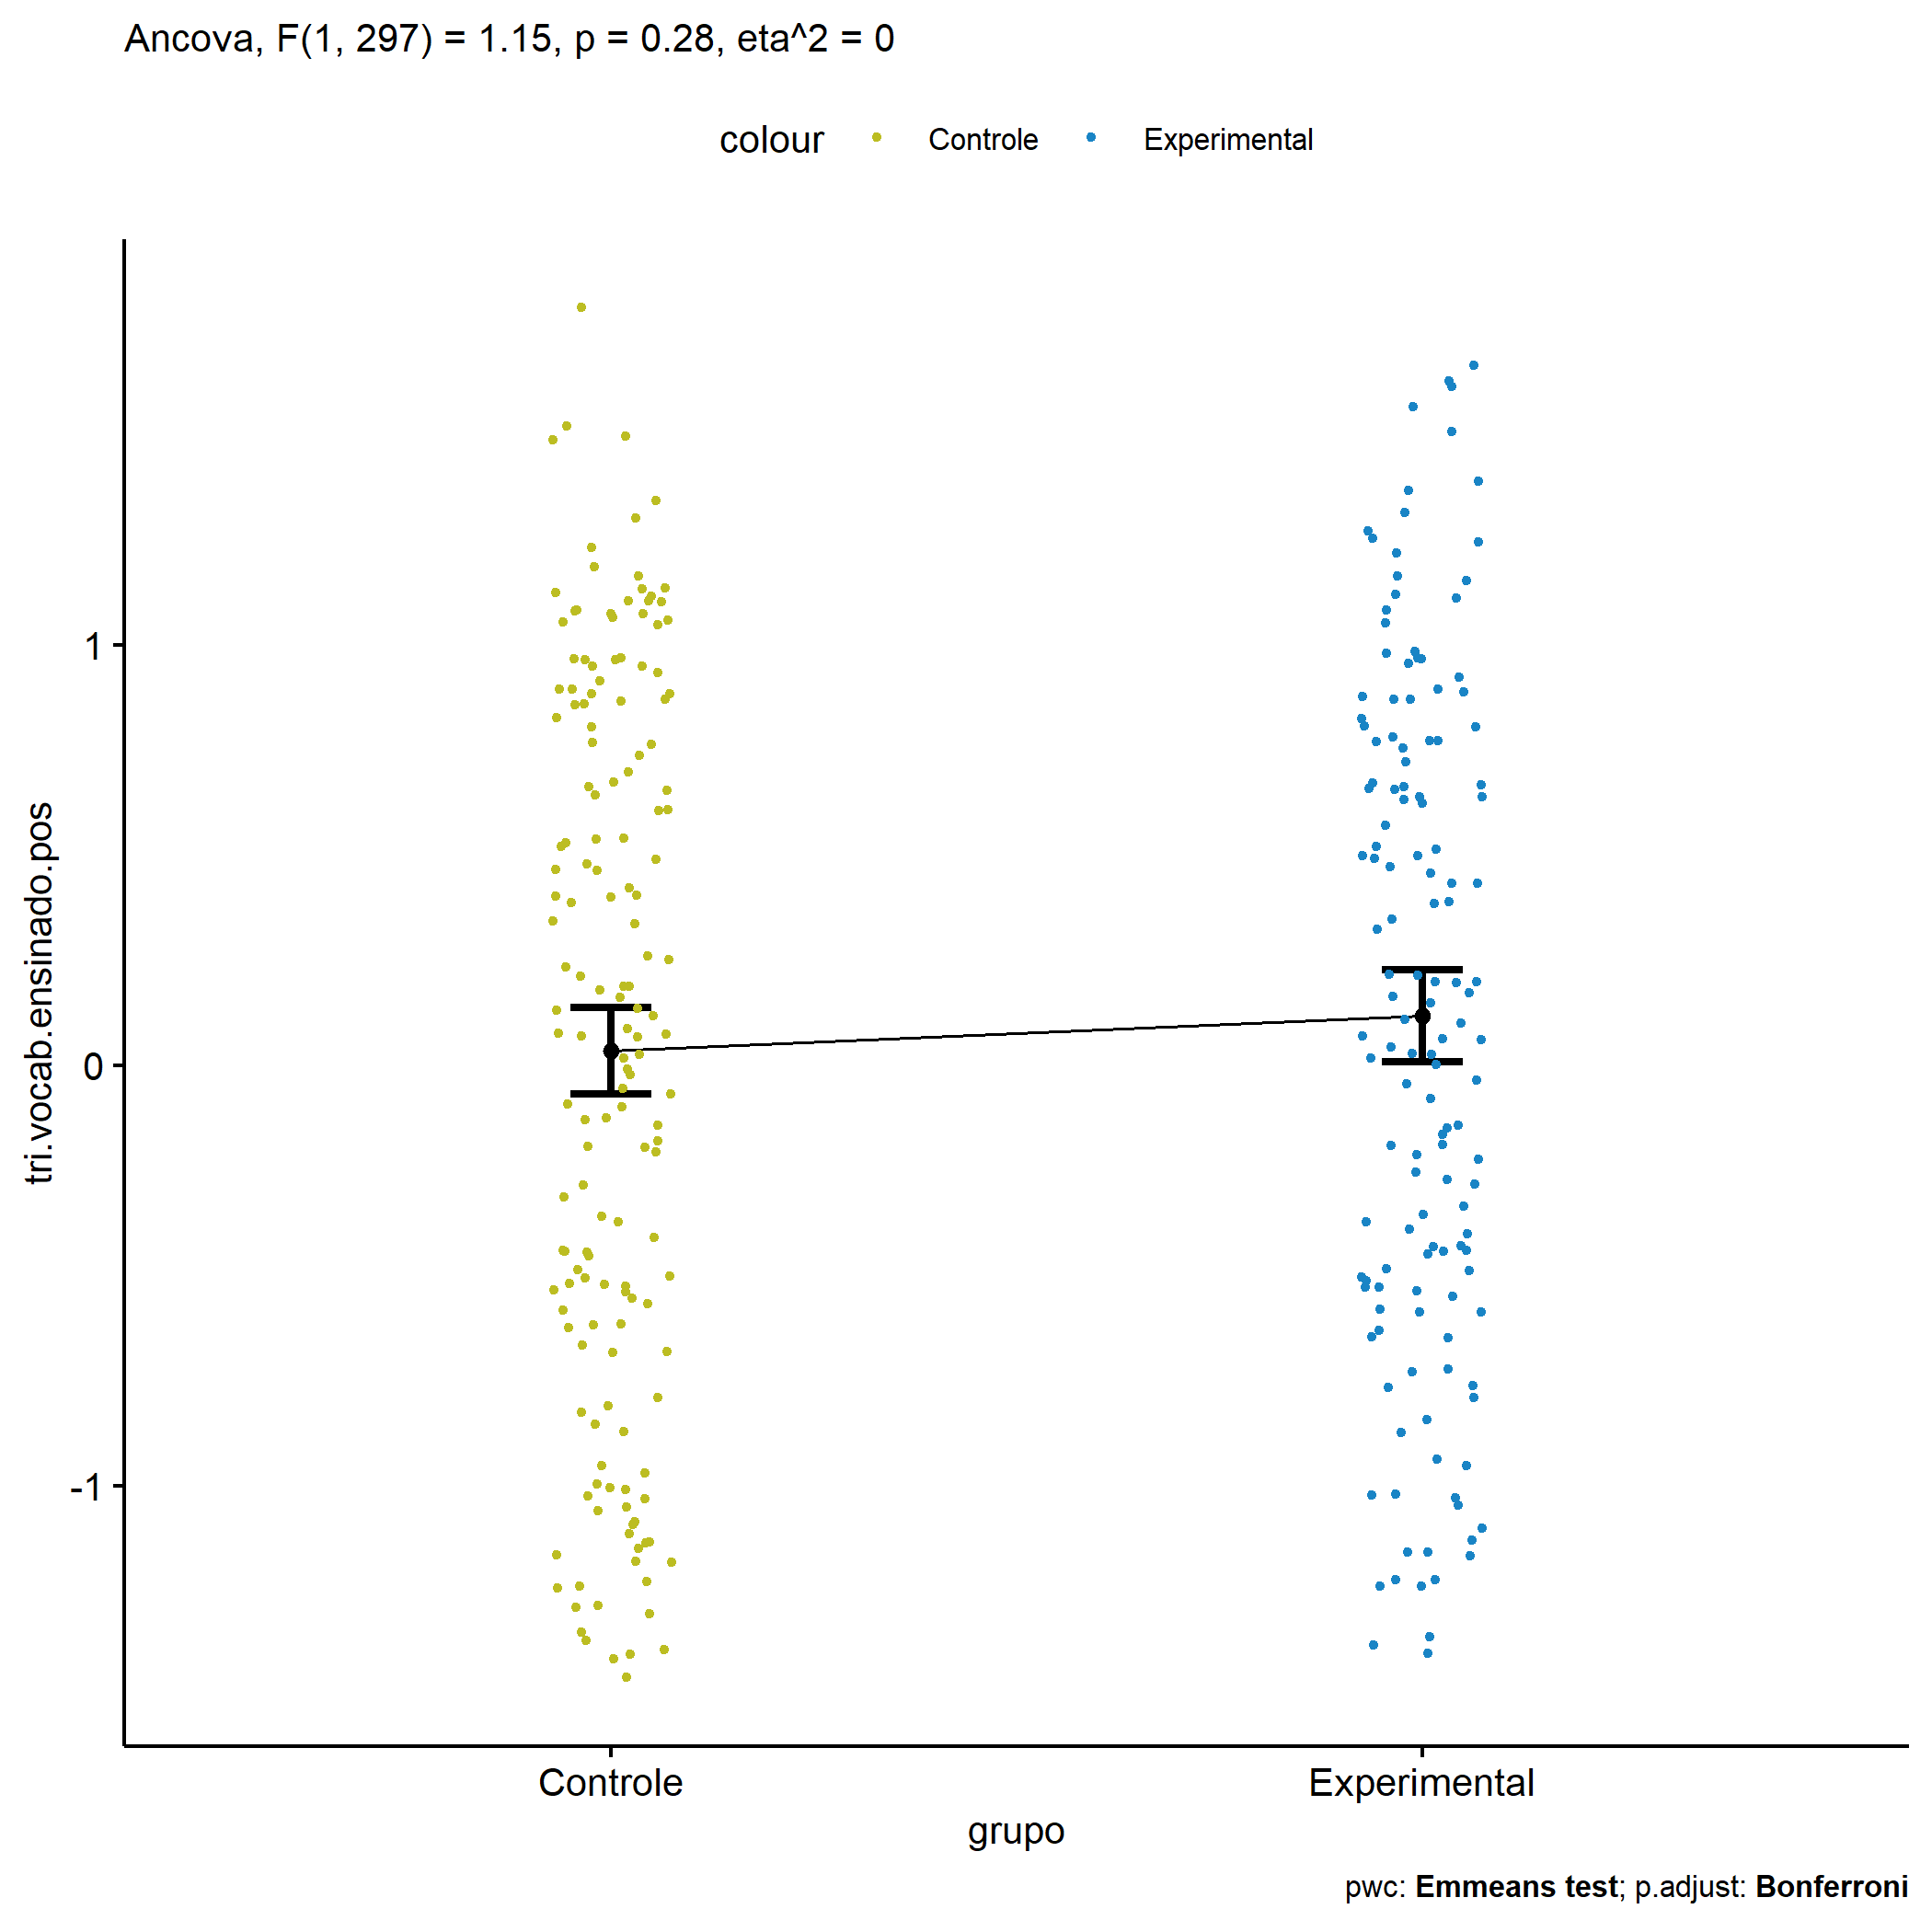 Ancova, F(1, 297) = 1.15, p = 0.28, eta^2 = 0
colour Controle Experimental
tri.vocab.ensinado.pos
1
0
-1
Controle Experimental
grupo
pwc: Emmeans test; p.adjust: Bonferroni